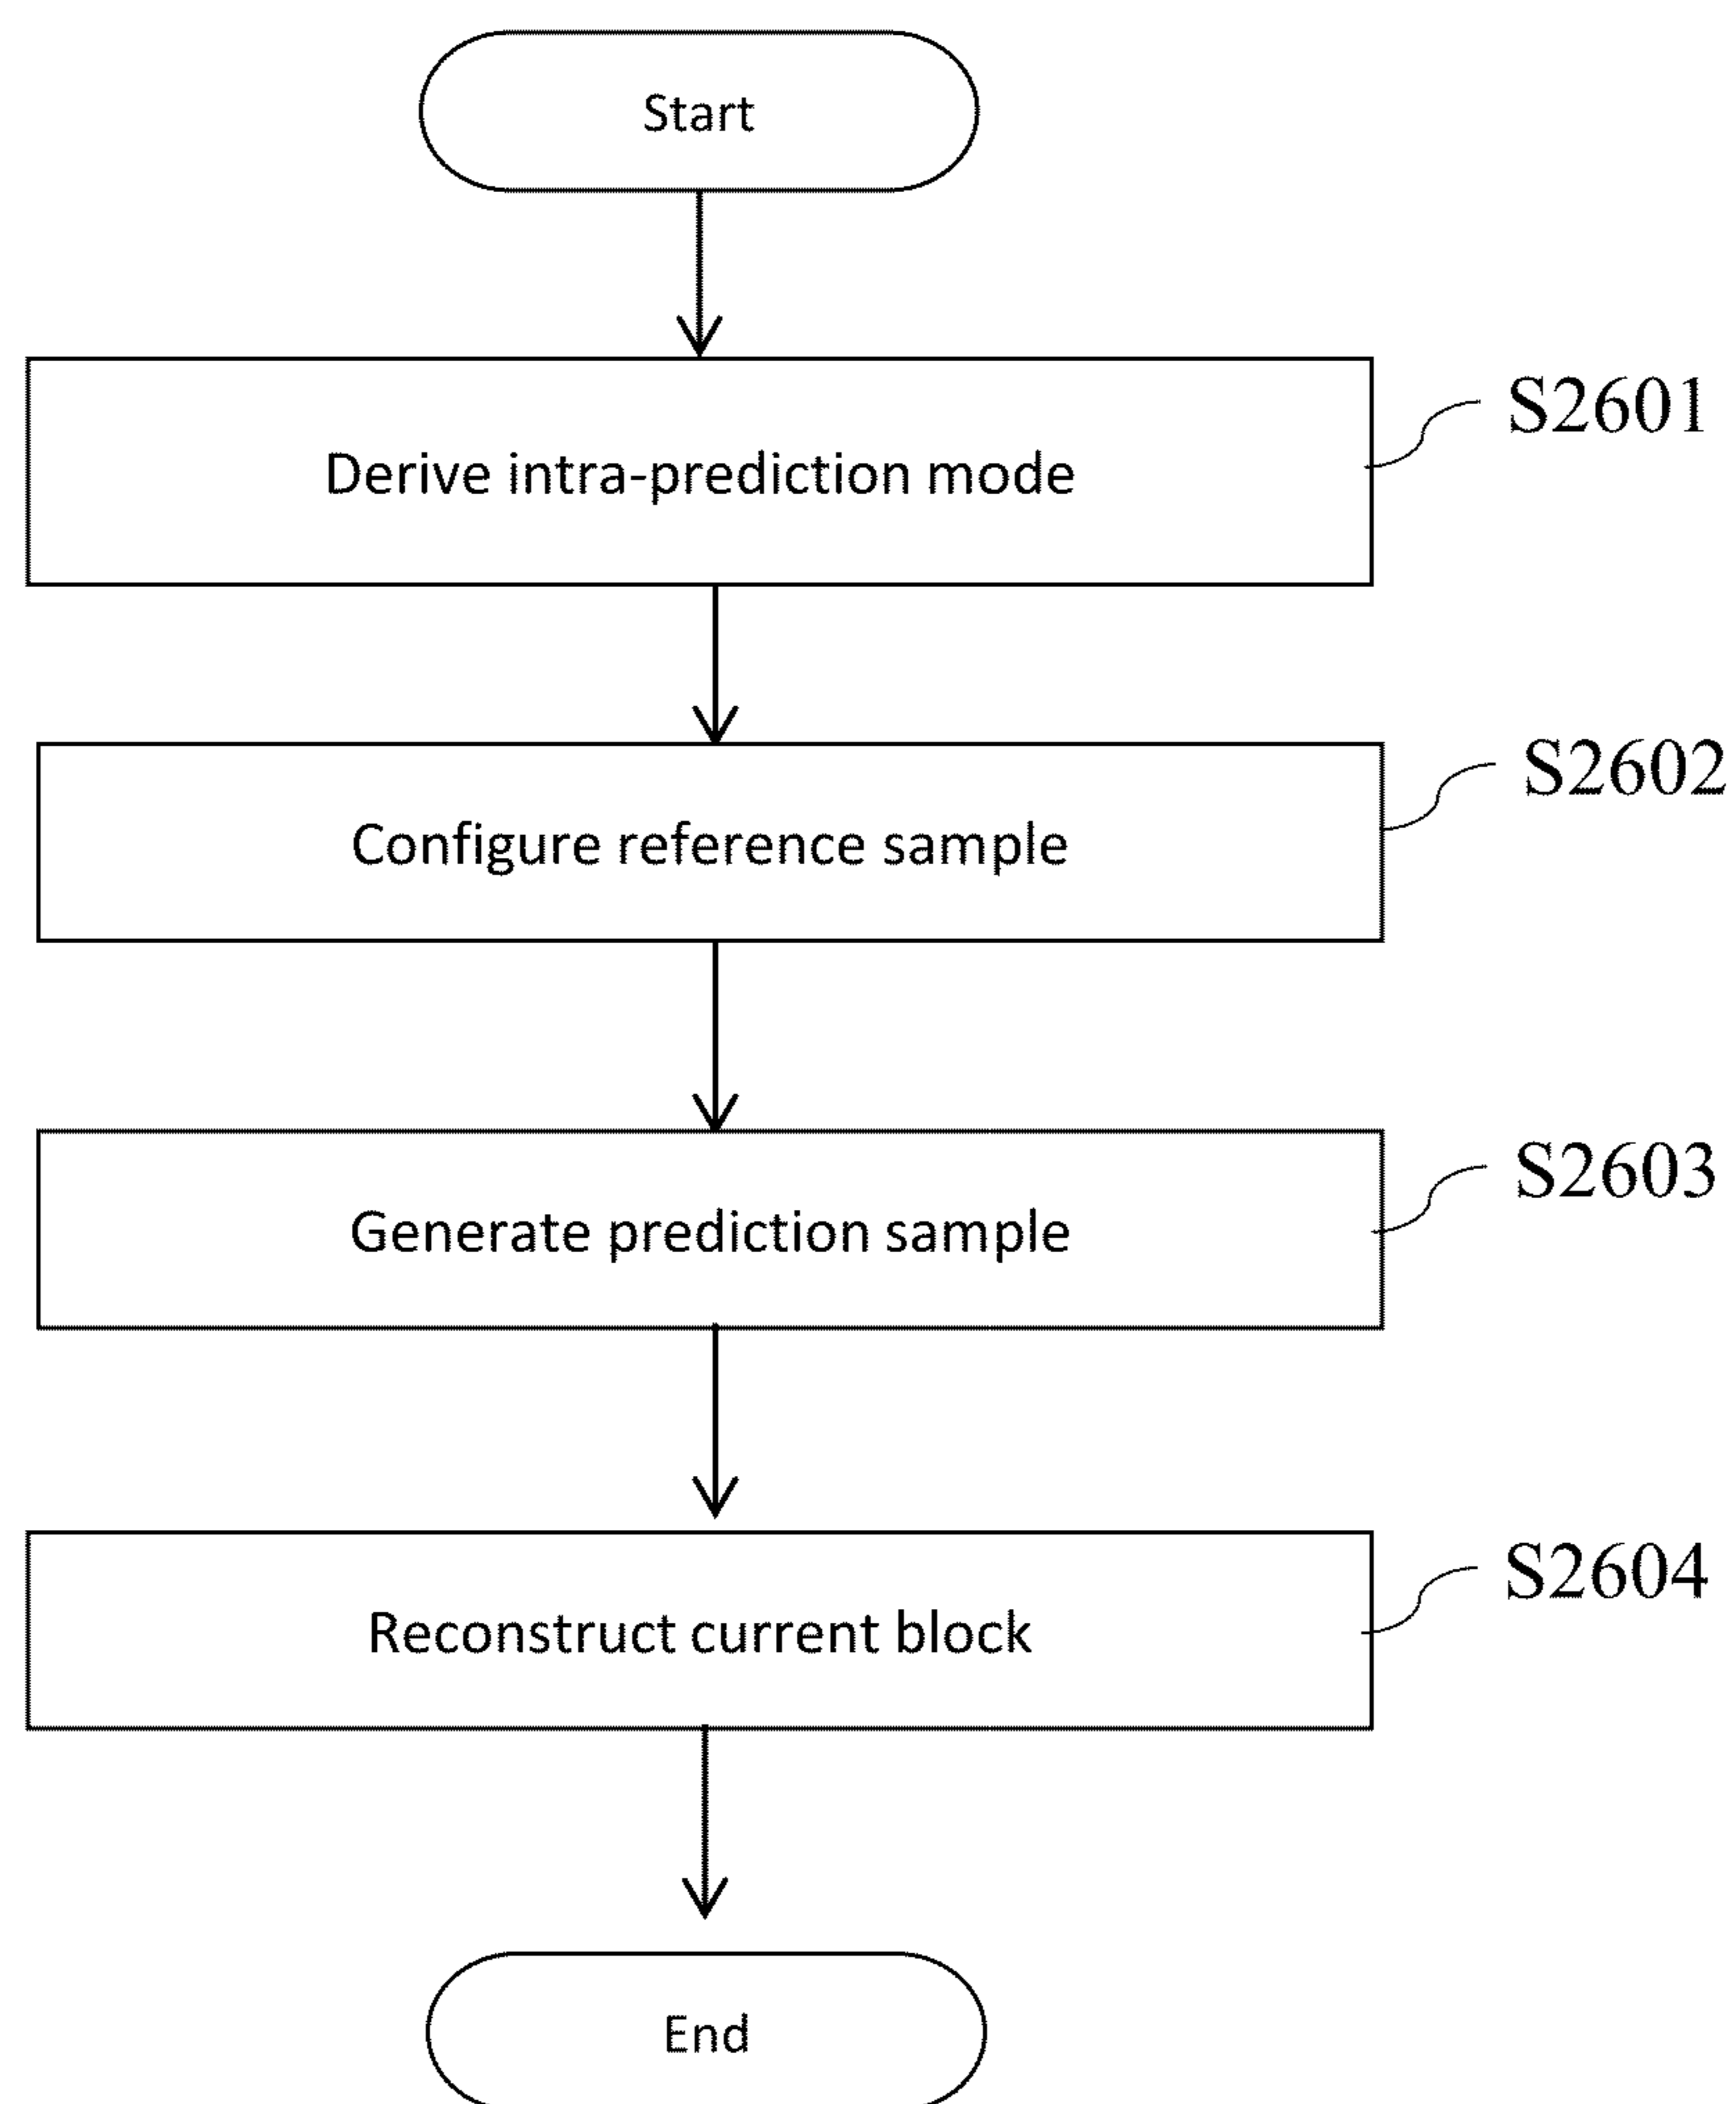 Start
Derive intra-prediction mode
S2601
Configure reference sample
S2602
Generate prediction sample
S2603
Reconstruct current block
S2604
End